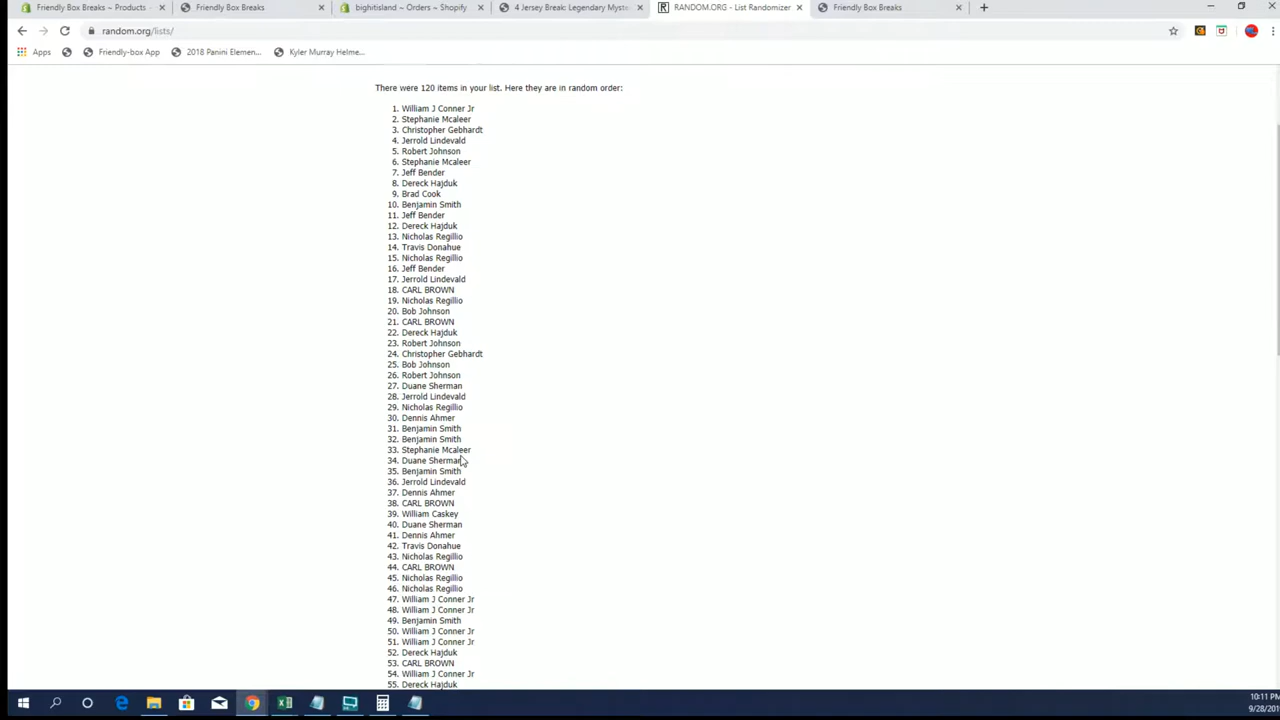 Friendly Box Breaks ~ Products ~
Friendly Box Breaks
bighitisland ~ Orders ~ Shopify
4 Jersey Break: Legendary Myste
RANDOM.ORG - List Randomizer
Friendly Box Breaks
random.org/lists/
Apps
Friendly-box App
2018 Panini Elemen...
Kyler Murray Helme...
There were 120 items in your list. Here they are in random order:
1. William J Conner Jr
2. Stephanie Mcaleer
3. Christopher Gebhardt
4. Jerrold Lindevald
5. Robert Johnson
6. Stephanie Mcaleer
7. Jeff Bender
8. Dereck Hajduk
9. Brad Cook
10. Benjamin Smith
11. Jeff Bender
12. Dereck Hajduk
13. Nicholas Regillio
14. Travis Donahue
15. Nicholas Regillio
16. Jeff Bender
17. Jerrold Lindevald
18. CARL BROWN
19. Nicholas Regillio
20. Bob Johnson
21. CARL BROWN
22. Dereck Hajduk
23. Robert Johnson
24. Christopher Gebhardt
25. Bob Johnson
26. Robert Johnson
27. Duane Sherman
28. Jerrold Lindevald
29. Nicholas Regillio
30. Dennis Ahmer
31. Benjamin Smith
32. Benjamin Smith
33. Stephanie Mcaleer
34. Duane Sherman
35. Benjamin Smith
36. Jerrold Lindevald
37. Dennis Ahmer
38. CARL BROWN
39. William Caskey
40. Duane Sherman
41. Dennis Ahmer
42. Travis Donahue
43. Nicholas Regillio
44. CARL BROWN
45. Nicholas Regillio
46. Nicholas Regillio
47. William J Conner Jr
48. William J Conner Jr
49. Benjamin Smith
50. William J Conner Jr
51. William J Conner Jr
52. Dereck Hajduk
53. CARL BROWN
54. William J Conner Jr
55. Dereck Hajduk
10:11 PM
9/28/201